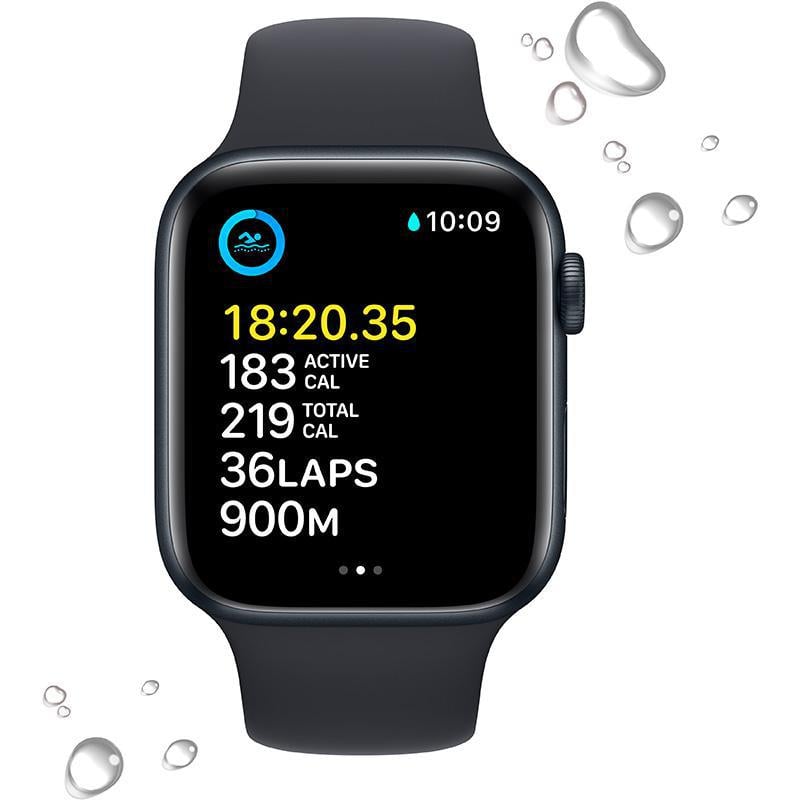 10:09
18:20.35
183 ACTIVE CAL
219 TOTAL CAL
36LAPS
900M